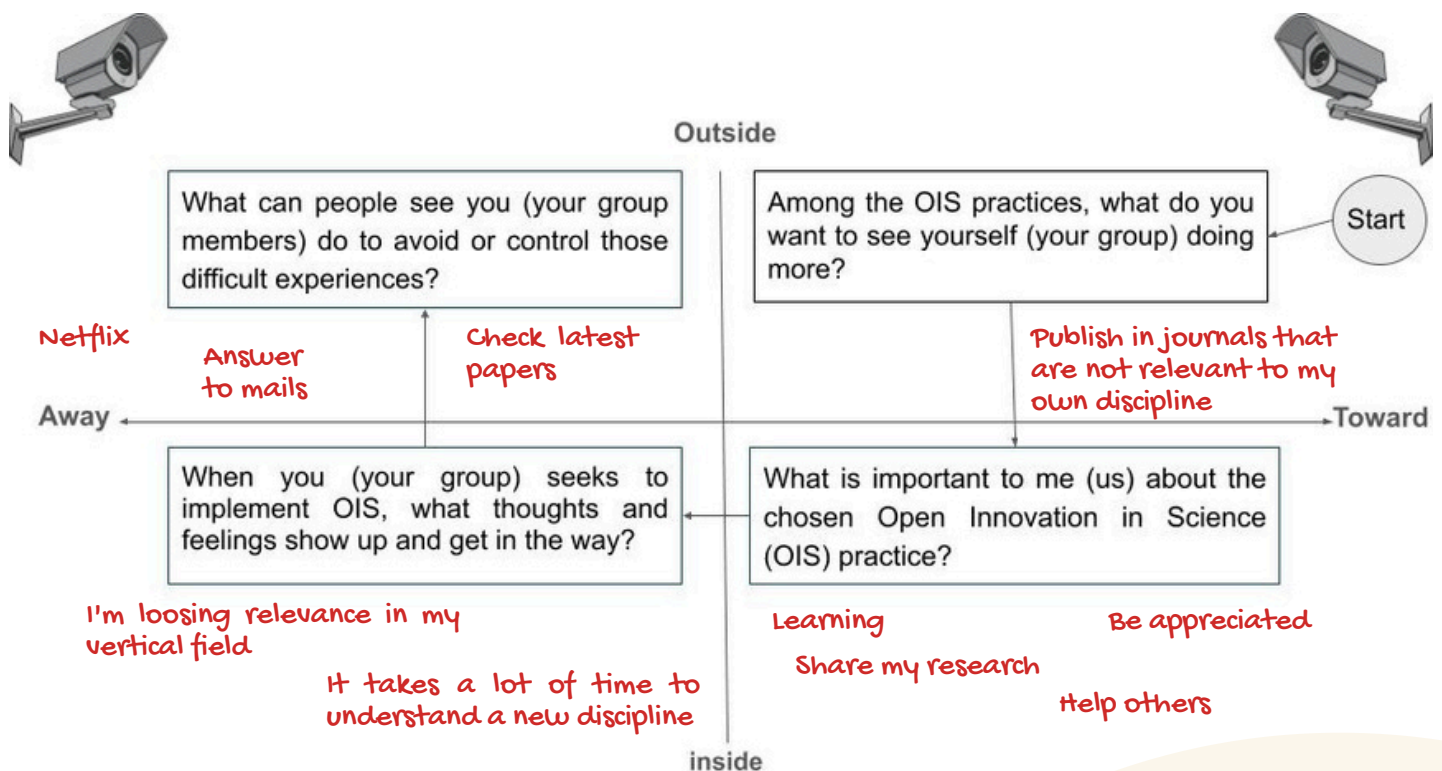 Outside
What can people see you (your group
members) do to avoid or control those
difficult experiences?
Among the OIS practices, what do you
want to see yourself (your group) doing
more?
Start
Netflix
Answer
to mails
Check latest
papers
Publish in journals that
are not relevant to my
own discipline
Away
Toward
When you (your group) seeks to
implement OIS, what thoughts and
feelings show up and get in the way?
What is important to me (us) about the
chosen Open Innovation in Science
(OIS) practice?
I'm loosing relevance in my
vertical field
It takes a lot of time to
understand a new discipline
Learning
Be appreciated
Share my research
Help others
inside